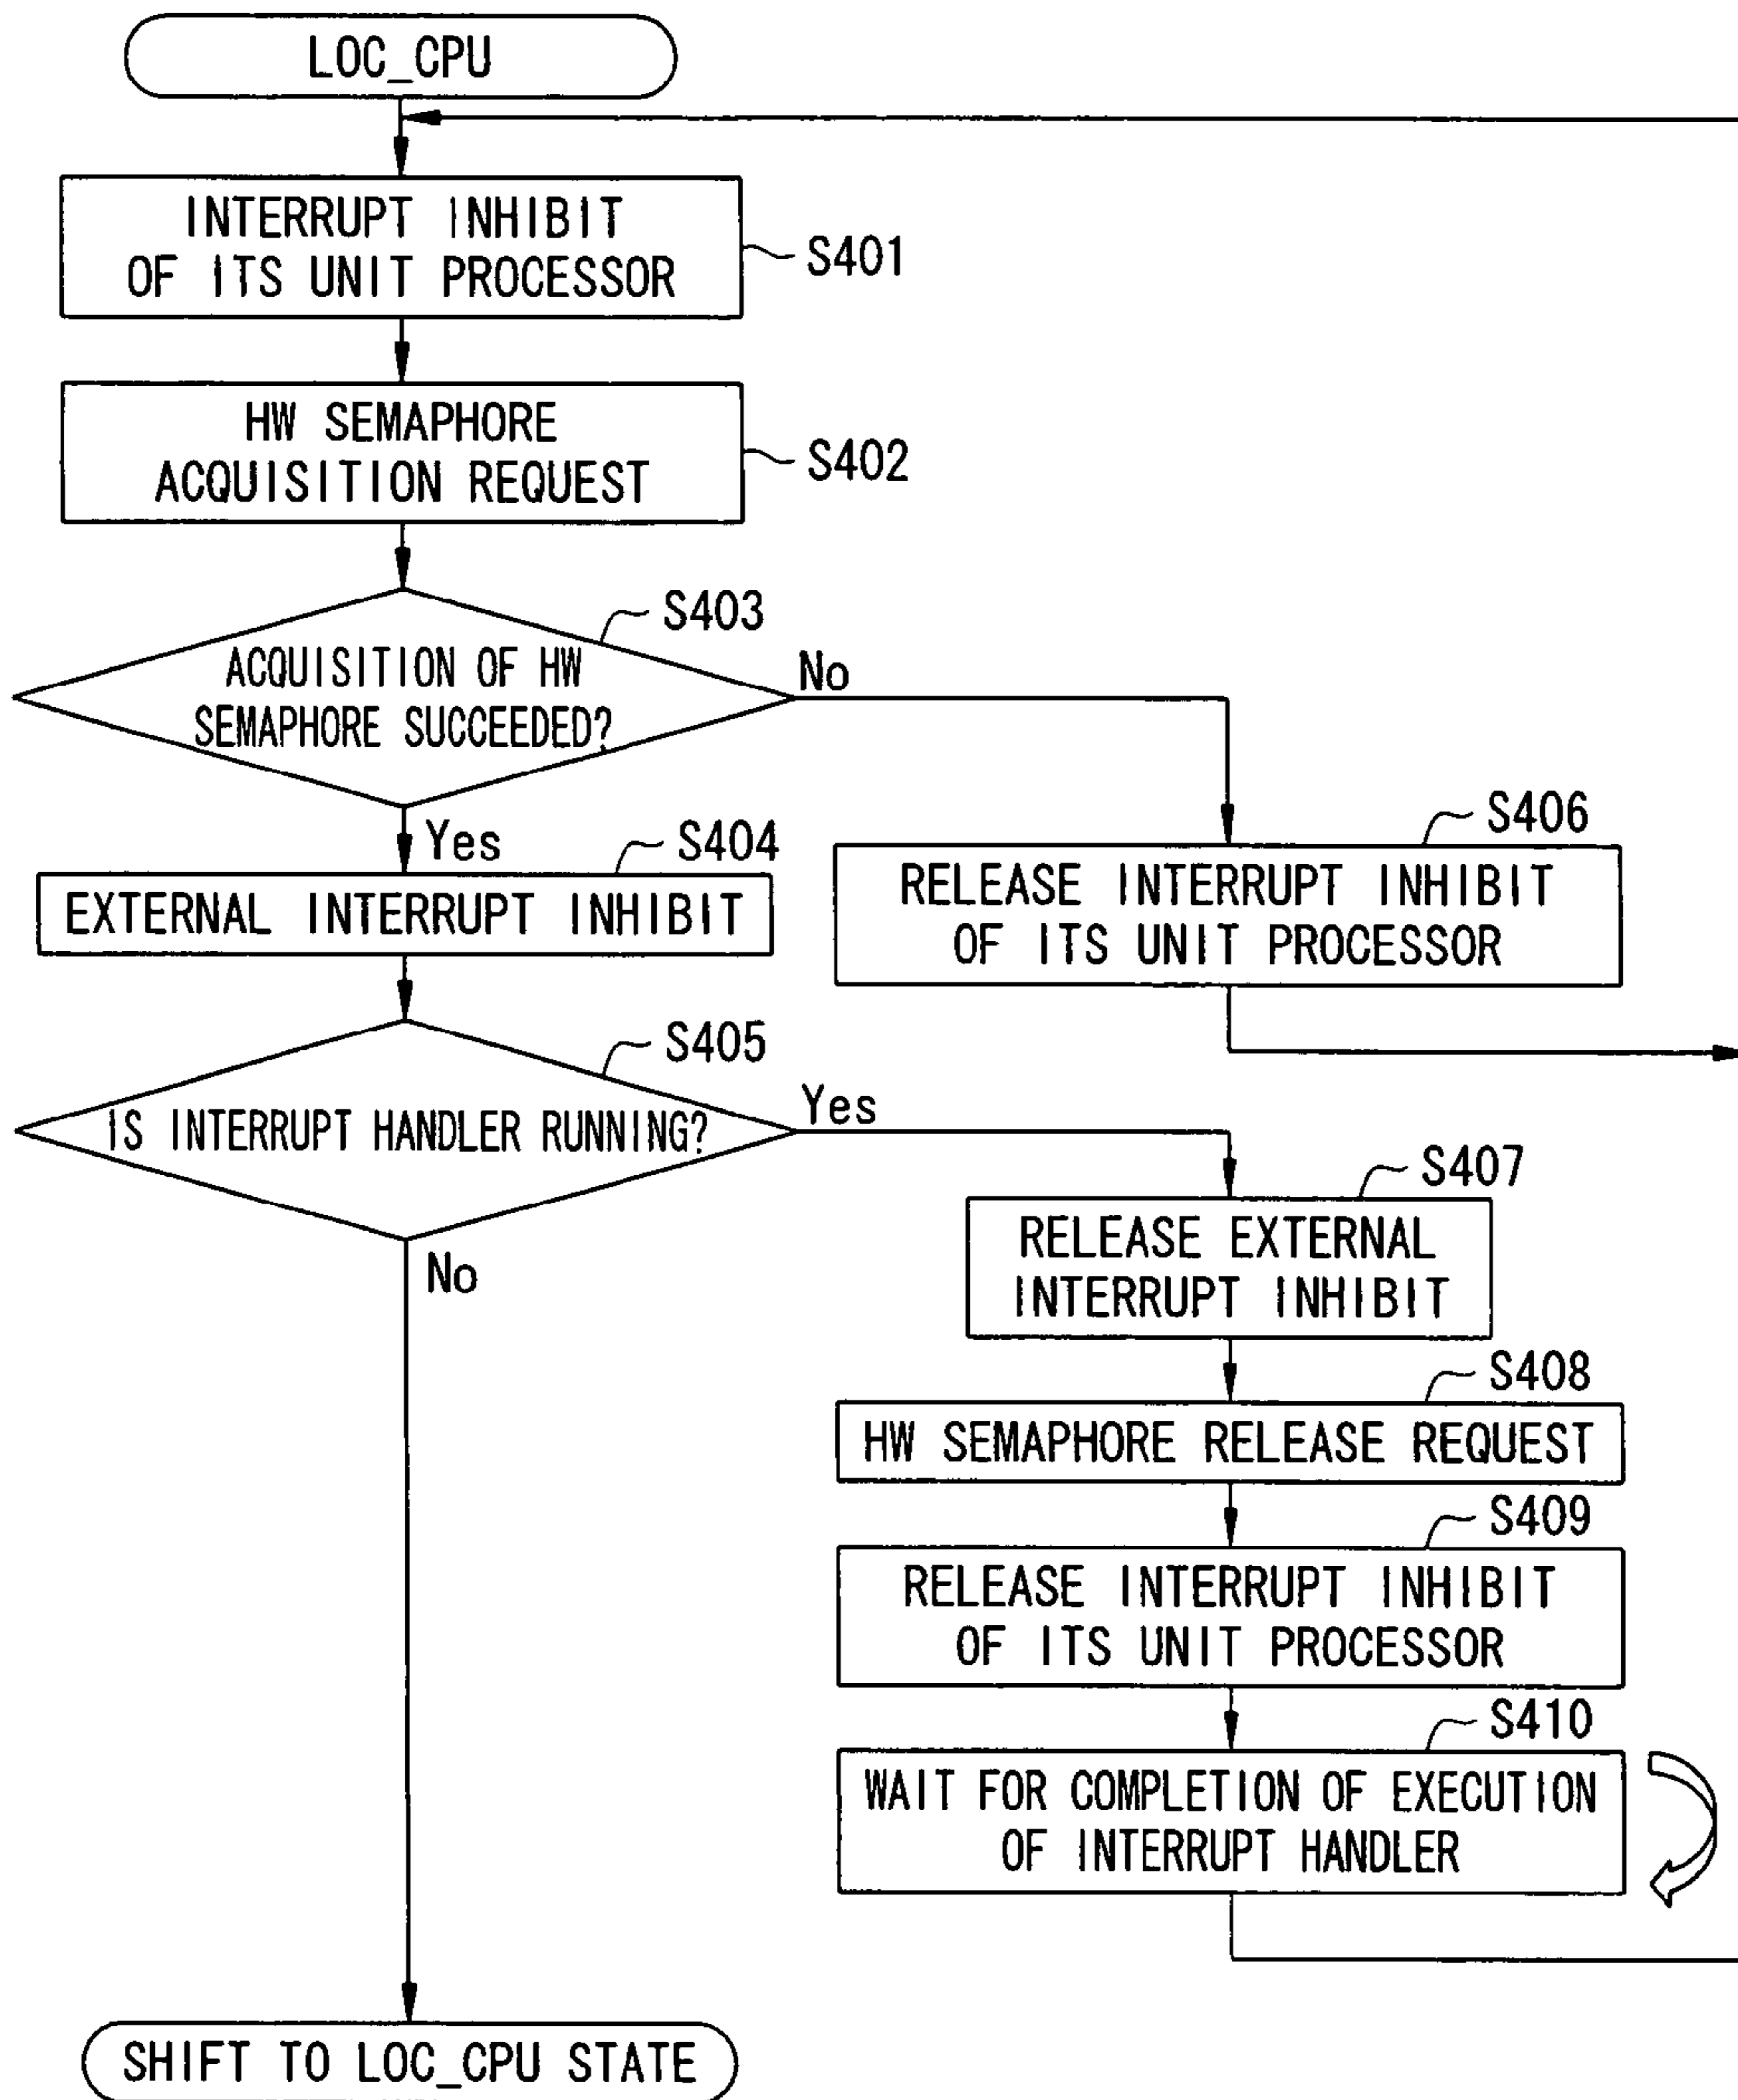 LOC_CPU
INTERRUPT INHIBIT
OF ITS UNIT PROCESSOR
S401
HW SEMAPHORE
ACQUISITION REQUEST
S402
S403
ACQUISITION OF HW
SEMAPHORE SUCCEEDED?
No
Yes
S404
EXTERNAL INTERRUPT INHIBIT
S406
RELEASE INTERRUPT INHIBIT
OF ITS UNIT PROCESSOR
S405
IS INTERRUPT HANDLER RUNNING?
Yes
No
S407
RELEASE EXTERNAL
INTERRUPT INHIBIT
S408
HW SEMAPHORE RELEASE REQUEST
S409
RELEASE INTERRUPT INHIBIT
OF ITS UNIT PROCESSOR
S410
WAIT FOR COMPLETION OF EXECUTION
OF INTERRUPT HANDLER
SHIFT TO LOC_CPU STATE